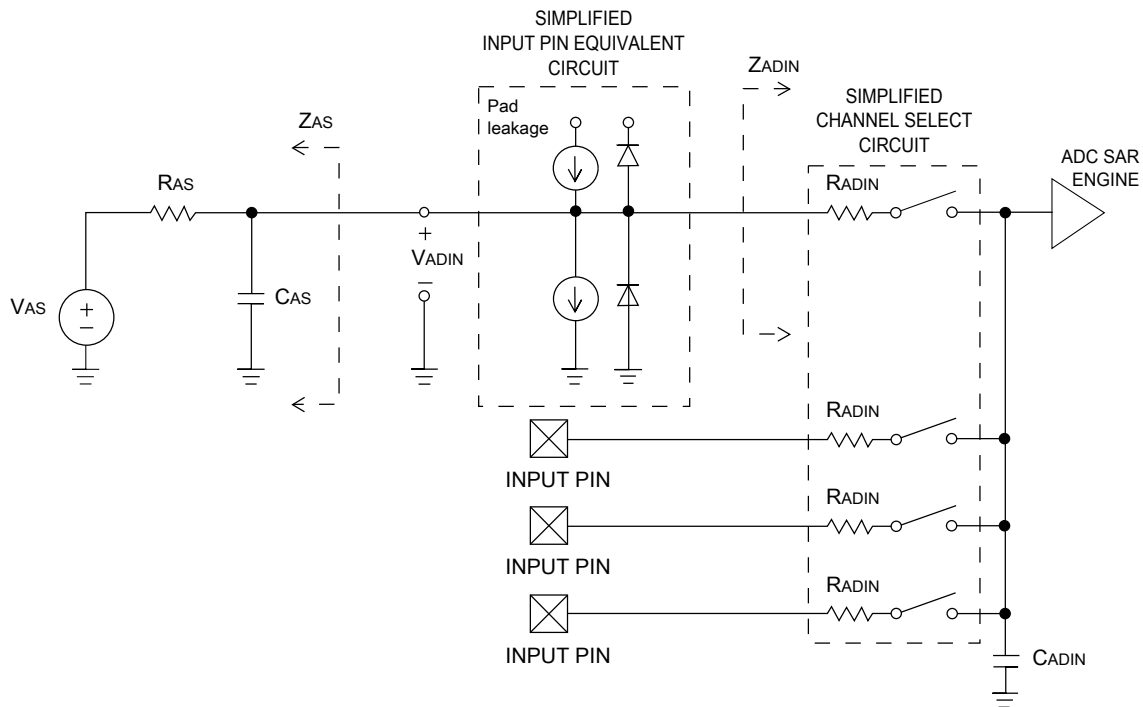 SIMPLIFIED
INPUT PIN EQUIVALENT
CIRCUIT
Pad
leakage
ZADIN
SIMPLIFIED
CHANNEL SELECT
CIRCUIT
ADC SAR
ENGINE
ZAS
RAS
RADIN
+
VADIN
–
CAS
VAS
+
–
RADIN
INPUT PIN
RADIN
INPUT PIN
RADIN
INPUT PIN
CADIN